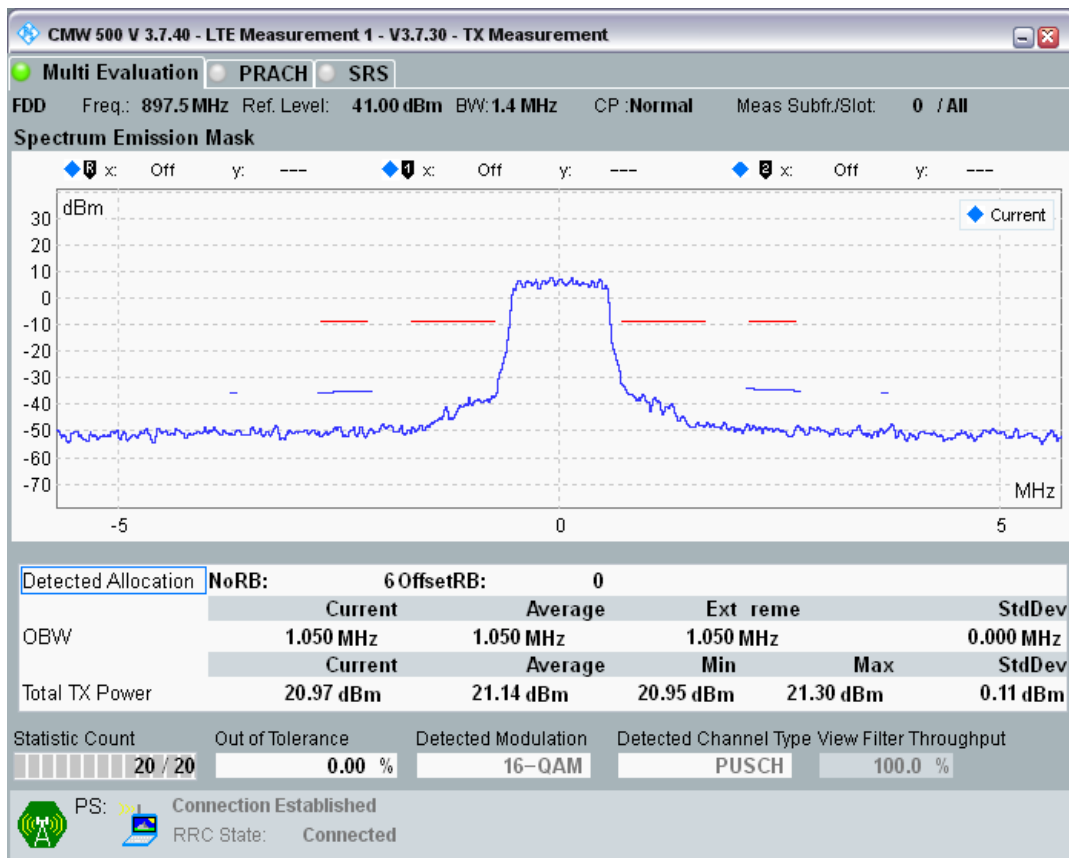 CMW 500 V 3.7.40 - LTE Measurement 1 - V3.7.30 - TX Measurement
Multi Evaluation PRACH SRS
FDD Freq.: 897.5 MHz Ref. Level: 41.00 dBm BW: 1.4 MHz CP :Normal Meas Subfr./Slot: 0 / All
Spectrum Emission Mask
R x: Off y: --- 1 x: Off y: --- 2 x: Off y: ---
dBm
Current
30
20
10
0
-10
-20
-30
-40
-50
-60
-70
MHz
-5 0 5
Detected Allocation NoRB: 6 OffsetRB: 0
Current Average Ext reme StdDev
OBW 1.050 MHz 1.050 MHz 1.050 MHz 0.000 MHz
Current Average Min Max StdDev
Total TX Power 20.97 dBm 21.14 dBm 20.95 dBm 21.30 dBm 0.11 dBm
Statistic Count Out of Tolerance Detected Modulation Detected Channel Type View Filter Throughput
20 / 20 0.00 % 16-QAM PUSCH 100.0 %
PS: Connection Established
RRC State: Connected